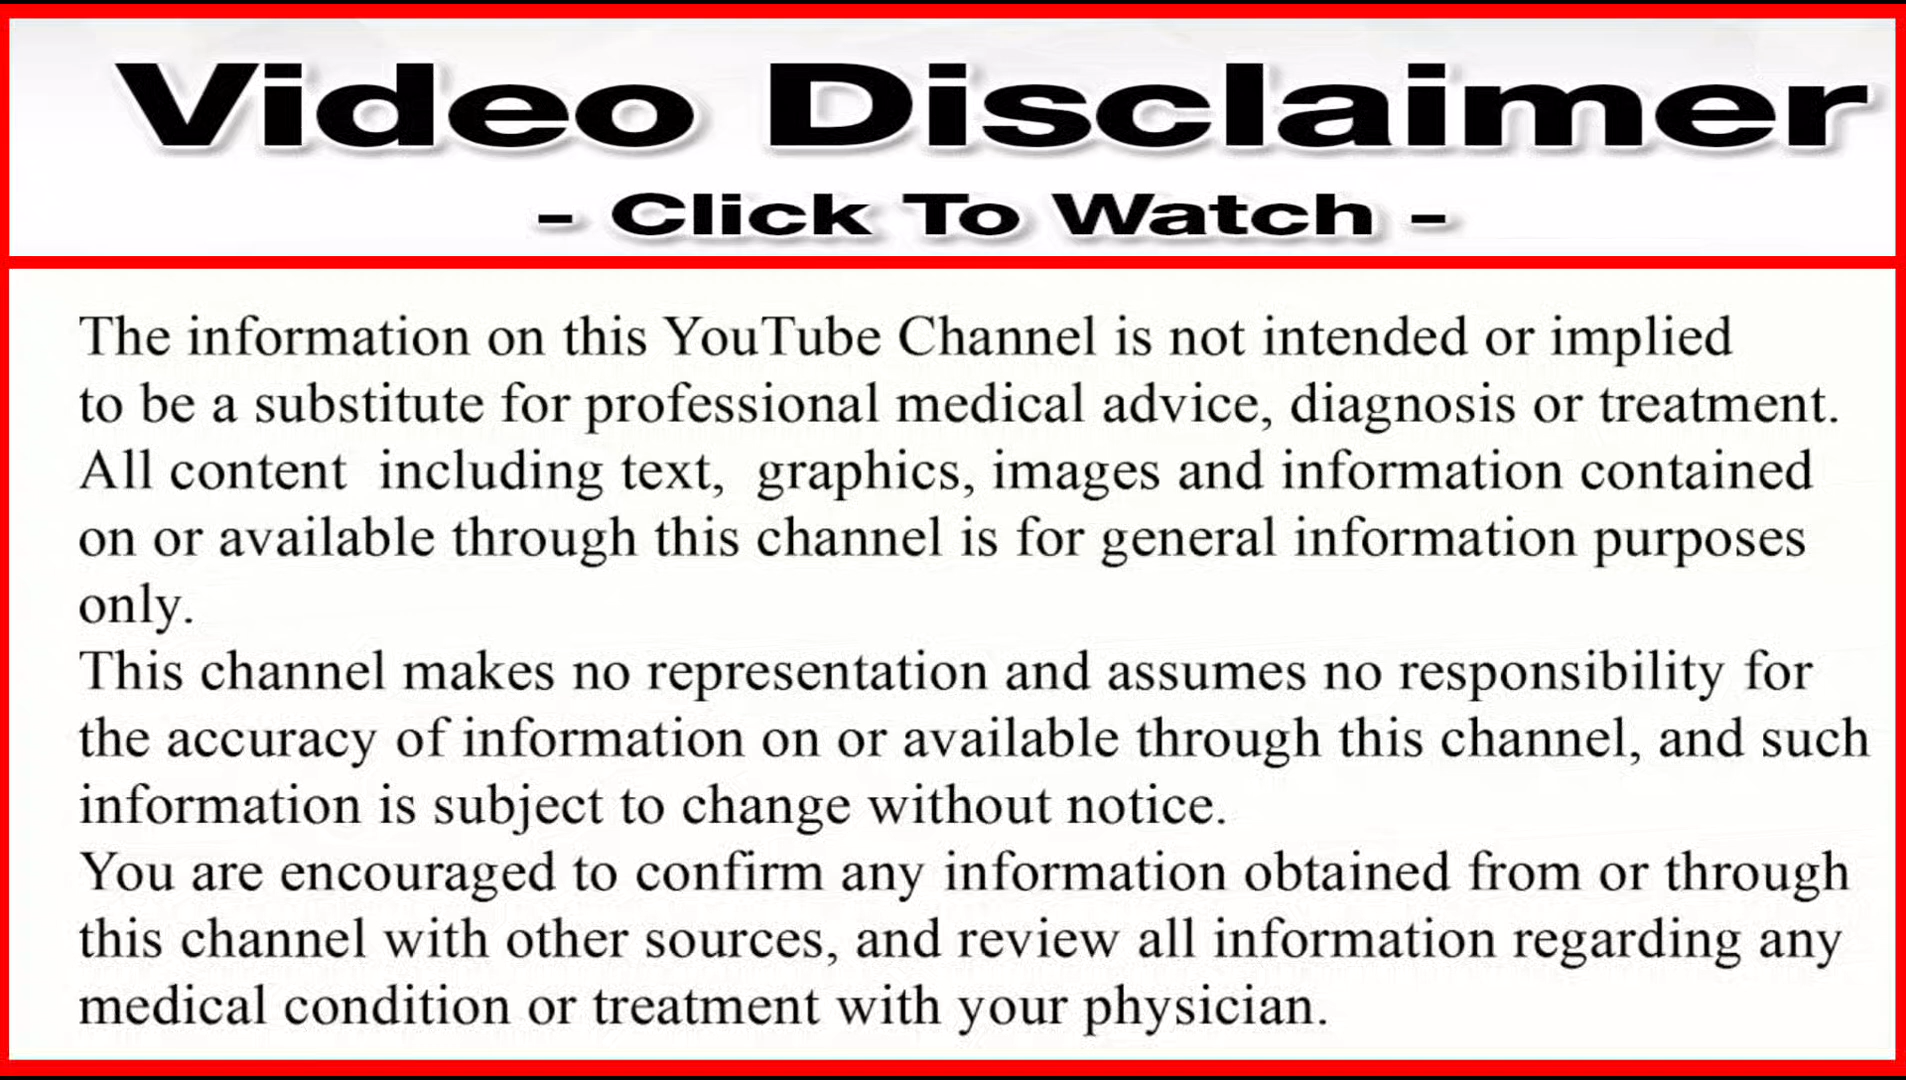 Video Disclaimer
- Click To Watch -
The information on this YouTube Channel is not intended or implied
to be a substitute for professional medical advice, diagnosis or treatment.
All content  including text,  graphics, images and information contained
on or available through this channel is for general information purposes
only.
This channel makes no representation and assumes no responsibility for
the accuracy of information on or available through this channel, and such
information is subject to change without notice.
You are encouraged to confirm any information obtained from or through
this channel with other sources, and review all information regarding any
medical condition or treatment with your physician.